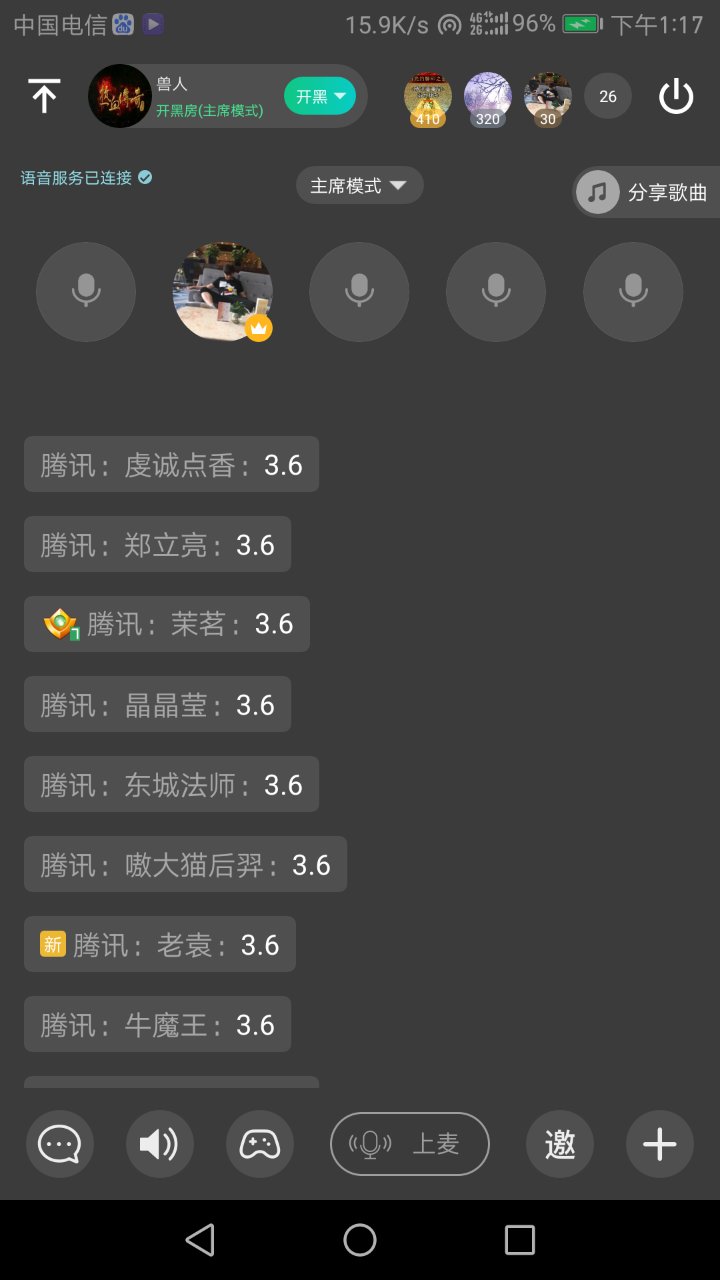 中国电信 15.9K/s 4G 2G 96% 下午1:17
兽人
开黑房(主席模式)
开黑
410 320 30 26
语音服务已连接
主席模式
分享歌曲
腾讯：虔诚点香：3.6
腾讯：郑立亮：3.6
1 腾讯：茉茗：3.6
腾讯：晶晶莹：3.6
腾讯：东城法师：3.6
腾讯：嗷大猫后羿：3.6
新 腾讯：老袁：3.6
腾讯：牛魔王：3.6
上麦 邀